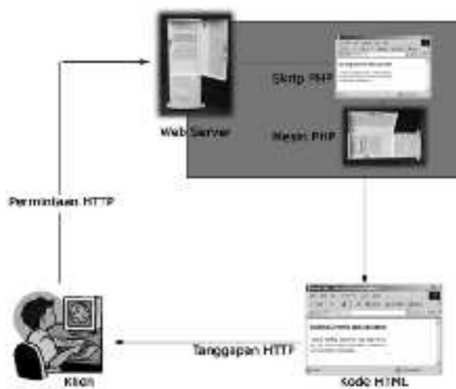 Skrip PHP
Web Server
Mesin PHP
Permintaan HTTP
Tanggapan HTTP
Klien
Kode HTML